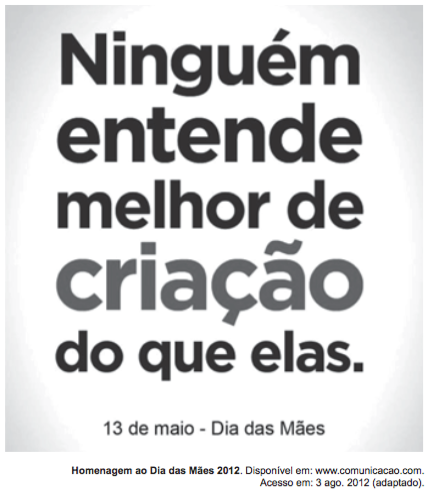 Ninguém
entende
melhor de
criação
do que elas.
13 de maio - Dia das Mães
Homenagem ao Dia das Mães 2012. Disponível em: www.comunicacao.com.
Acesso em: 3 ago. 2012 (adaptado).